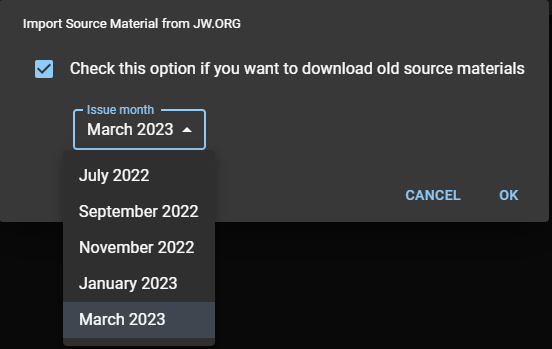 Import Source Material from JW.ORG
Check this option if you want to download old source materials
Issue month
March 2023
July 2022
September 2022
November 2022
January 2023
March 2023
CANCEL OK